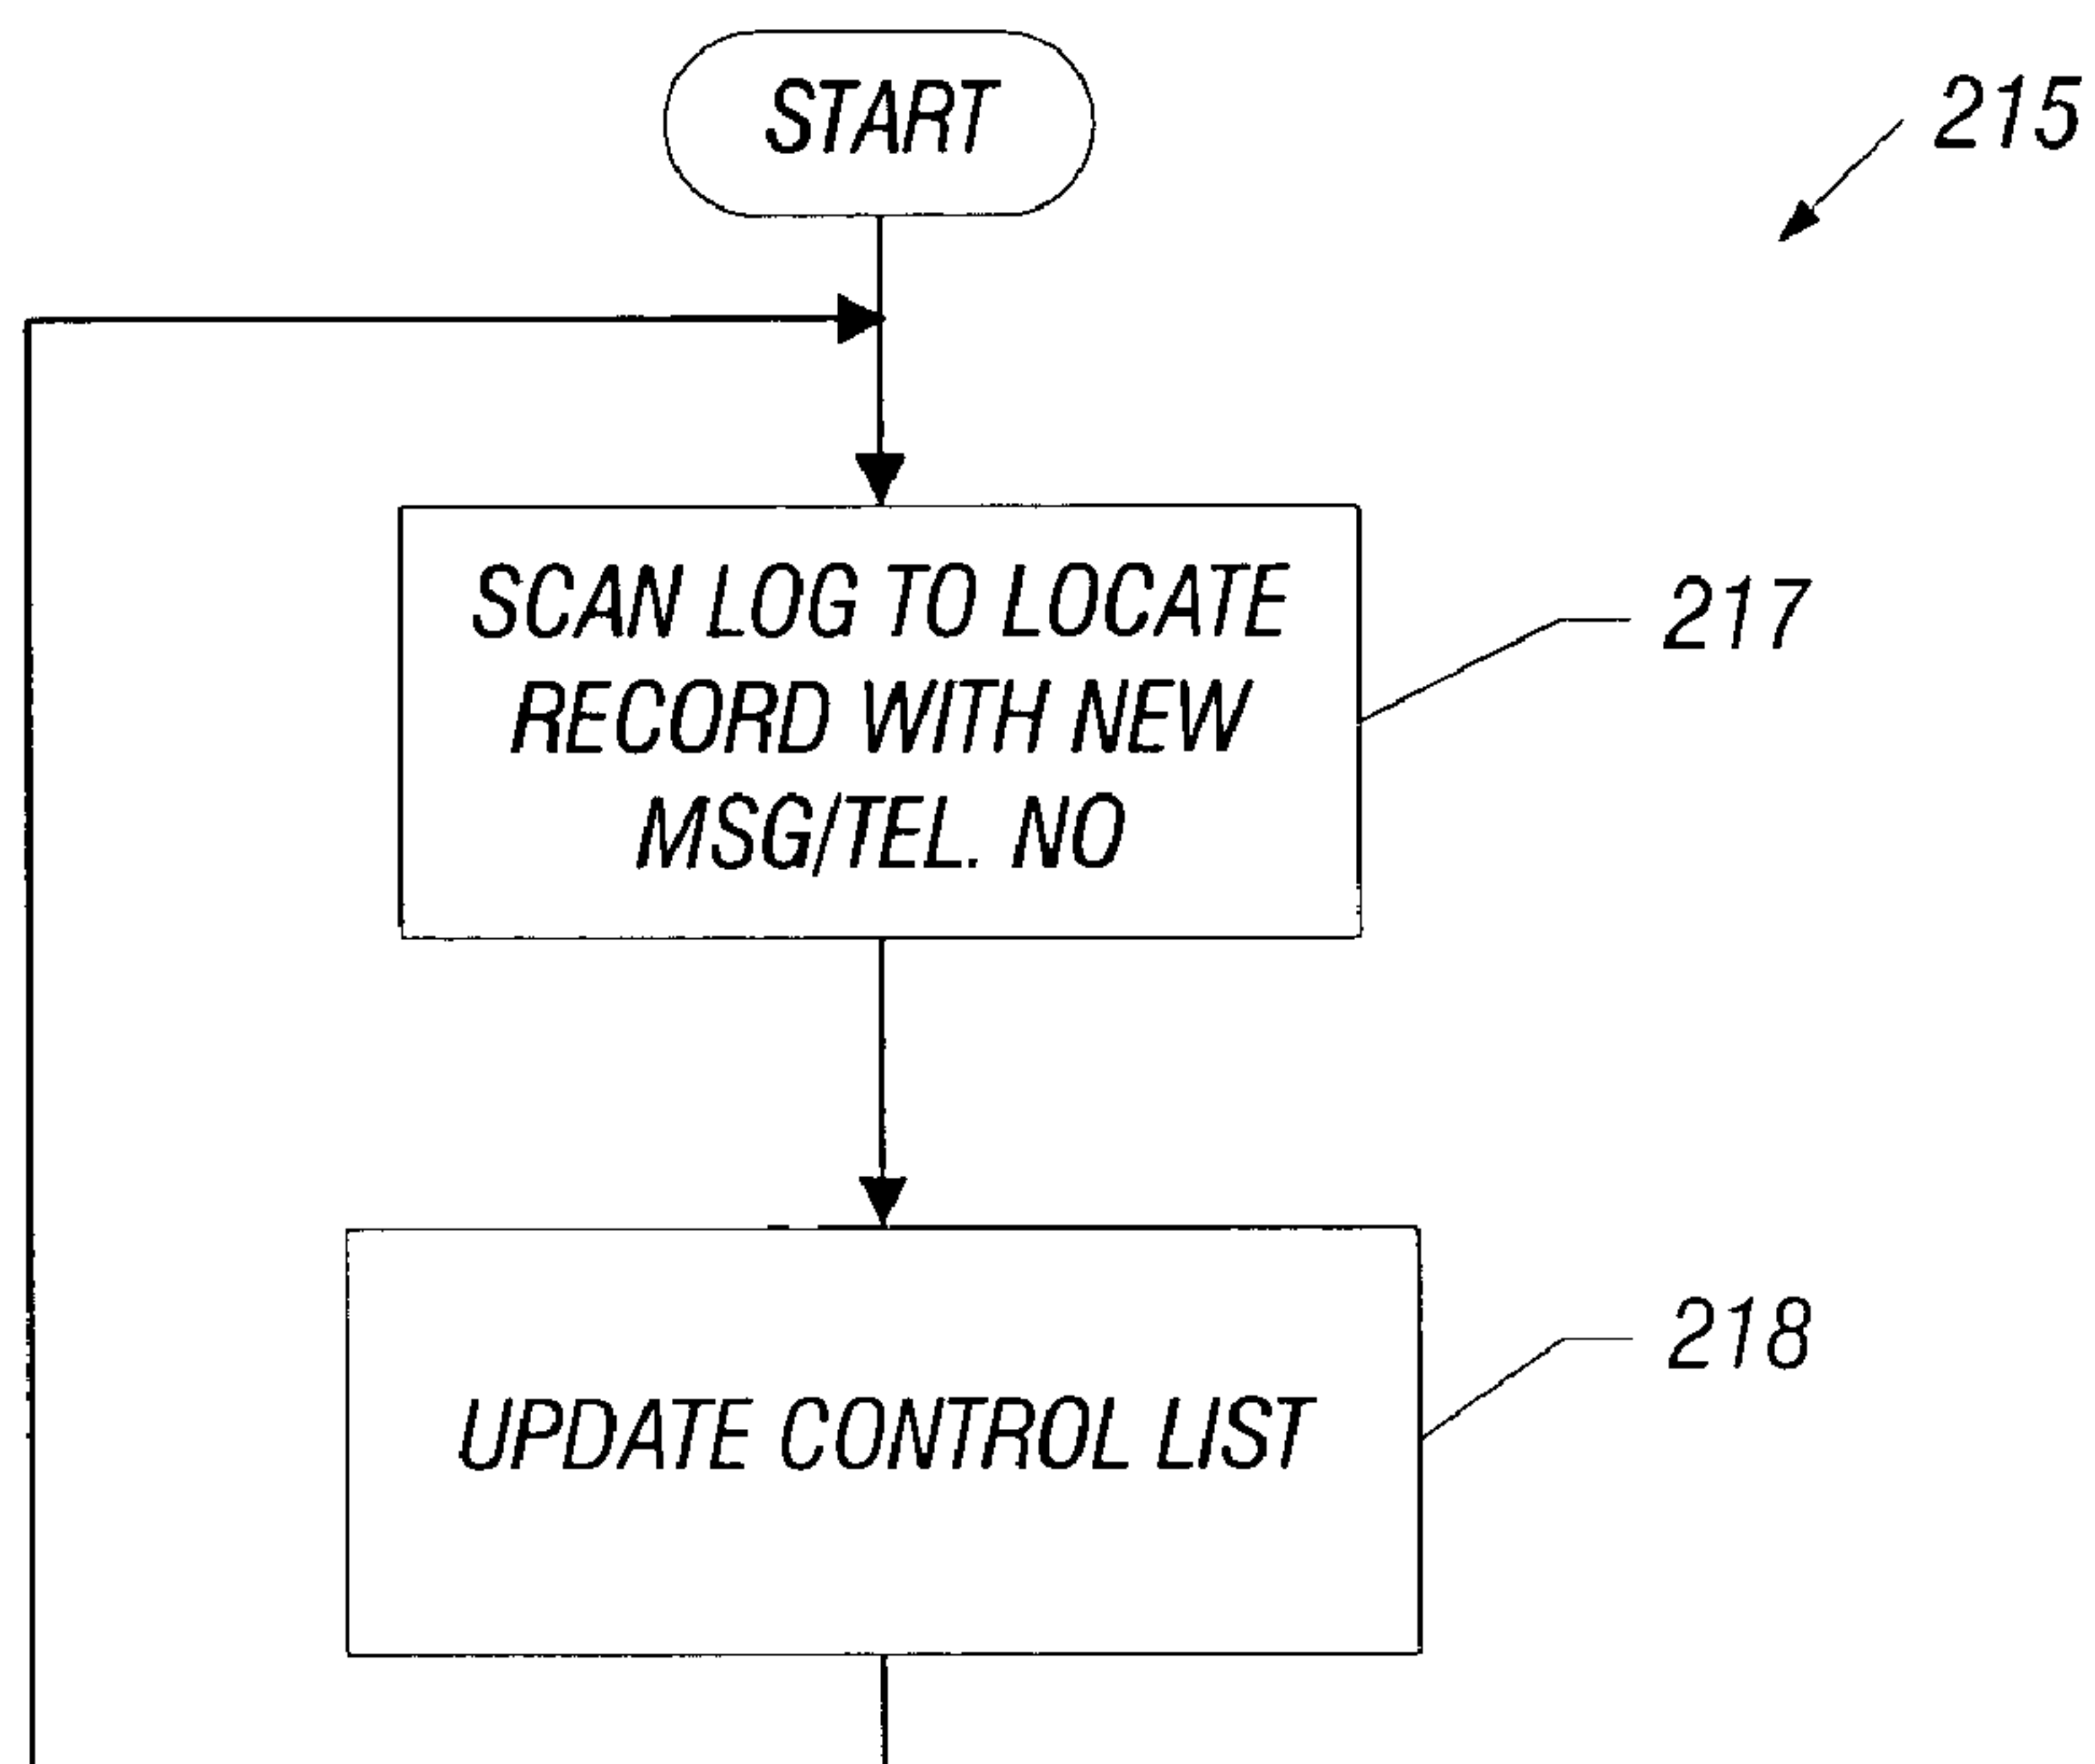 START
215
SCAN LOG TO LOCATE
RECORD WITH NEW
MSG/TEL. NO
217
UPDATE CONTROL LIST
218